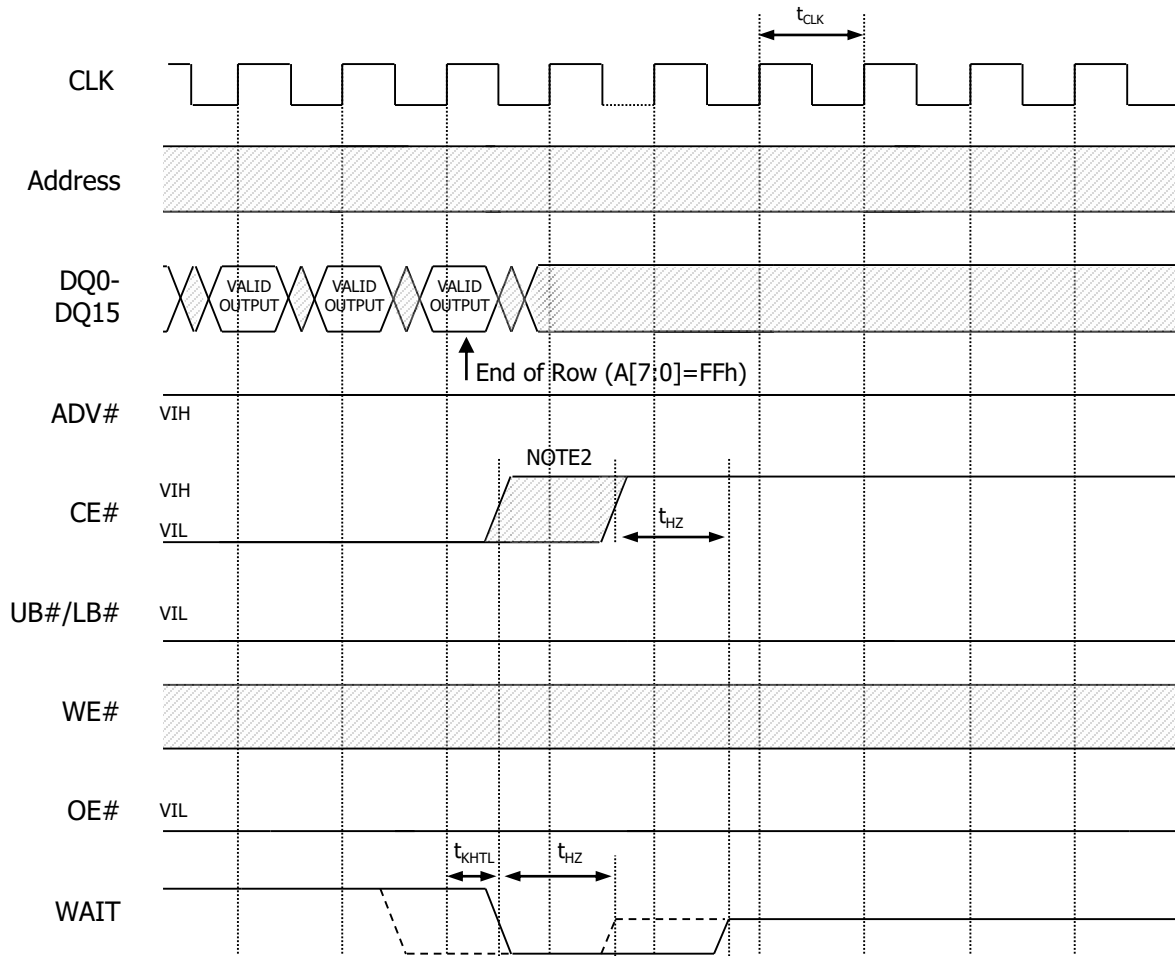 tCLK
CLK
Address
DQ0-
DQ15
VALID
OUTPUT
VALID
OUTPUT
VALID
OUTPUT
End of Row (A[7:0]=FFh)
ADV#
VIH
NOTE2
CE#
VIH
VIL
tHZ
UB#/LB#
VIL
WE#
OE#
VIL
tKHTL
tHZ
WAIT